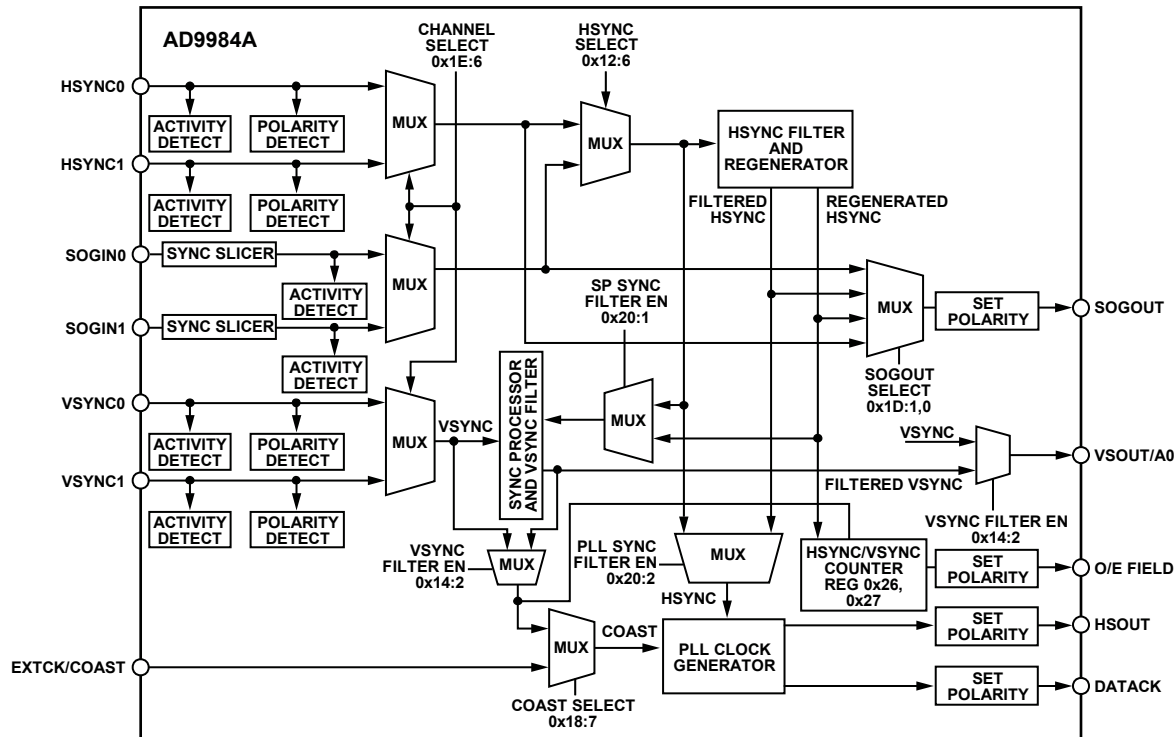 AD9984A
CHANNEL
SELECT
0x1E:6
HSYNC
SELECT
0x12:6
HSYNC0
ACTIVITY
DETECT
POLARITY
DETECT
MUX
MUX
HSYNC FILTER
AND
REGENERATOR
HSYNC1
ACTIVITY
DETECT
POLARITY
DETECT
FILTERED
HSYNC
REGENERATED
HSYNC
SOGIN0
SYNC SLICER
ACTIVITY
DETECT
MUX
SP SYNC
FILTER EN
0x20:1
MUX
SET
POLARITY
SOGOUT
SOGIN1
SYNC SLICER
ACTIVITY
DETECT
SOGOUT
SELECT
0x1D:1,0
VSYNC0
ACTIVITY
DETECT
POLARITY
DETECT
MUX
VSYNC
SYNC PROCESSOR
AND VSYNC FILTER
MUX
VSYNC
VSOUT/A0
FILTERED VSYNC
VSYNC1
ACTIVITY
DETECT
POLARITY
DETECT
VSYNC FILTER EN
0x14:2
VSYNC
FILTER EN
0x14:2
MUX
PLL SYNC
FILTER EN
0x20:2
MUX
HSYNC
HSYNC/VSYNC
COUNTER
REG 0x26,
0x27
SET
POLARITY
O/E FIELD
MUX
COAST
PLL CLOCK
GENERATOR
SET
POLARITY
HSOUT
EXTCK/COAST
COAST SELECT
0x18:7
SET
POLARITY
DATACK